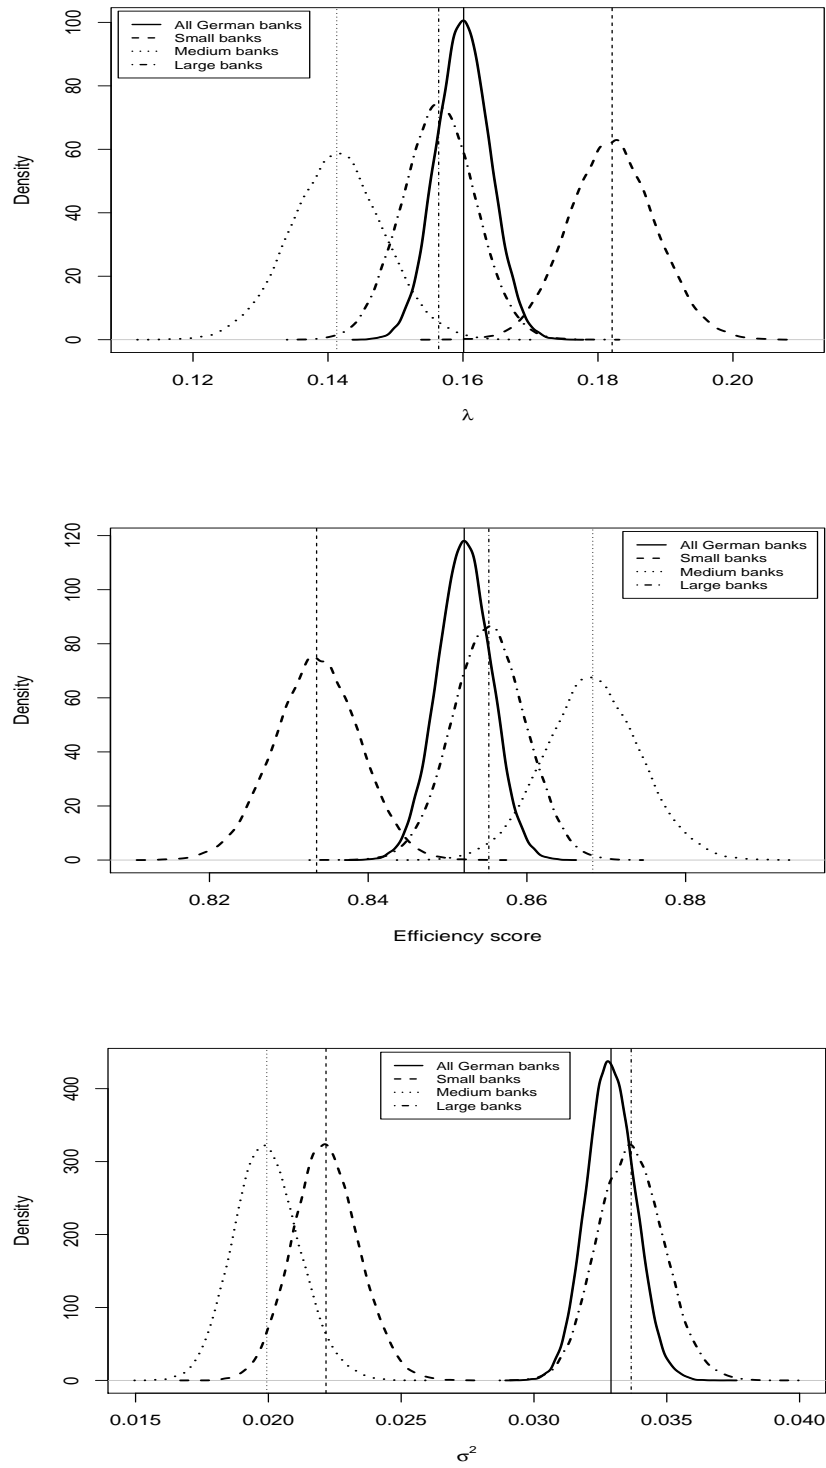 All German banks
Small banks
Medium banks
Large banks
Density
0 20 40 60 80 100
0.12 0.14 0.16 0.18 0.20
λ
All German banks
Small banks
Medium banks
Large banks
Density
0 20 40 60 80 100 120
0.82 0.84 0.86 0.88
Efficiency score
All German banks
Small banks
Medium banks
Large banks
Density
0 100 200 300 400
0.015 0.020 0.025 0.030 0.035 0.040
σ²